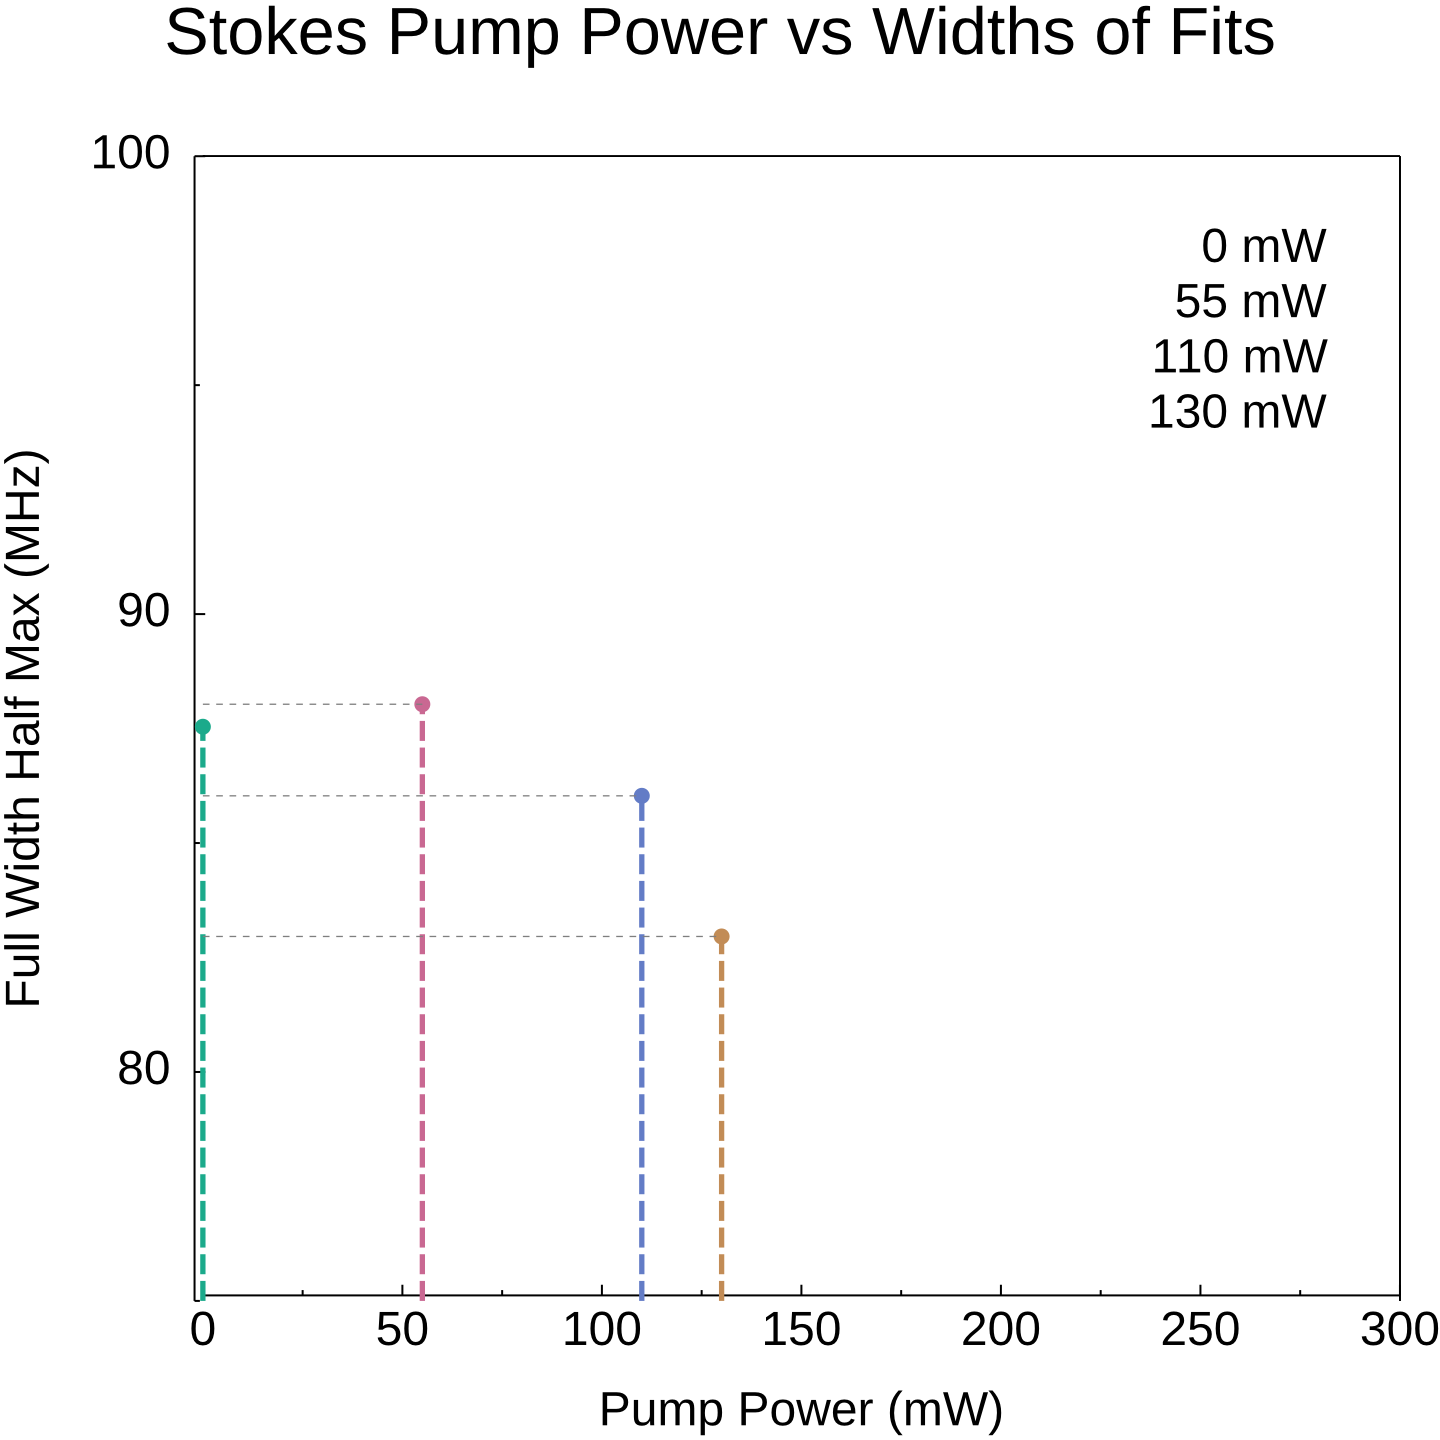 Stokes Pump Power vs Widths of Fits
100
0 mW
55 mW
110 mW
130 mW
Full Width Half Max (MHz)
90
80
0 50 100 150 200 250 300
Pump Power (mW)